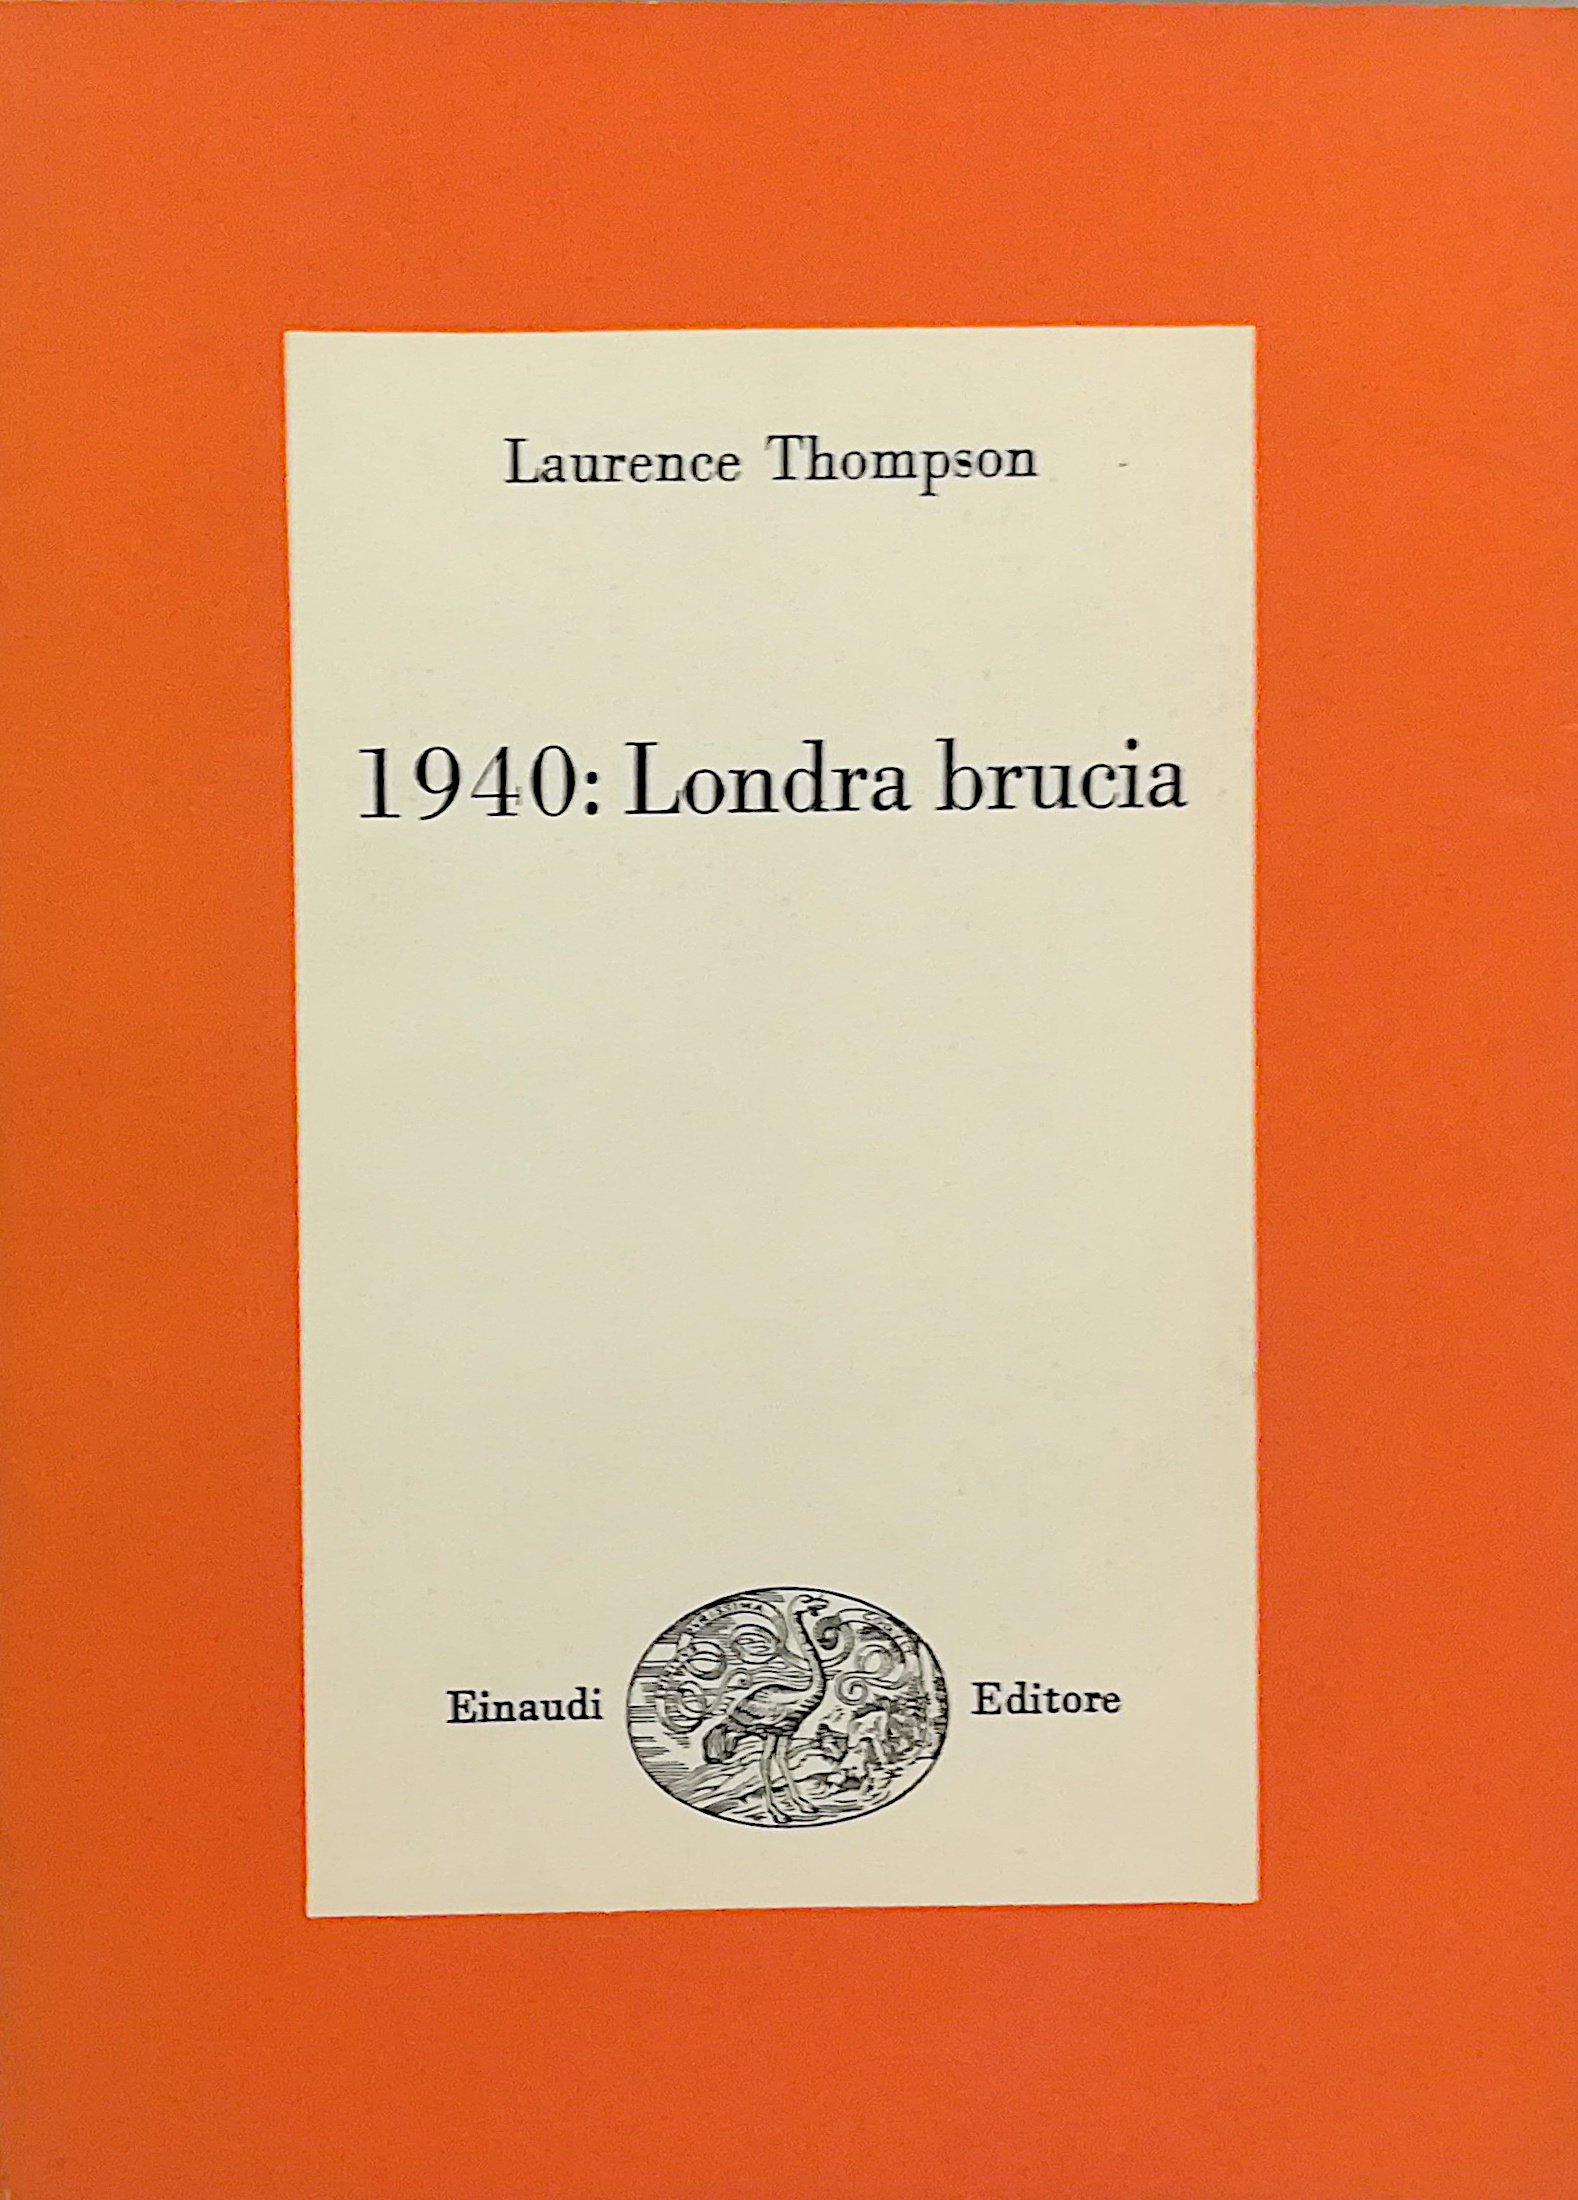 Laurence Thompson
1940: Londra brucia
Einaudi Editore